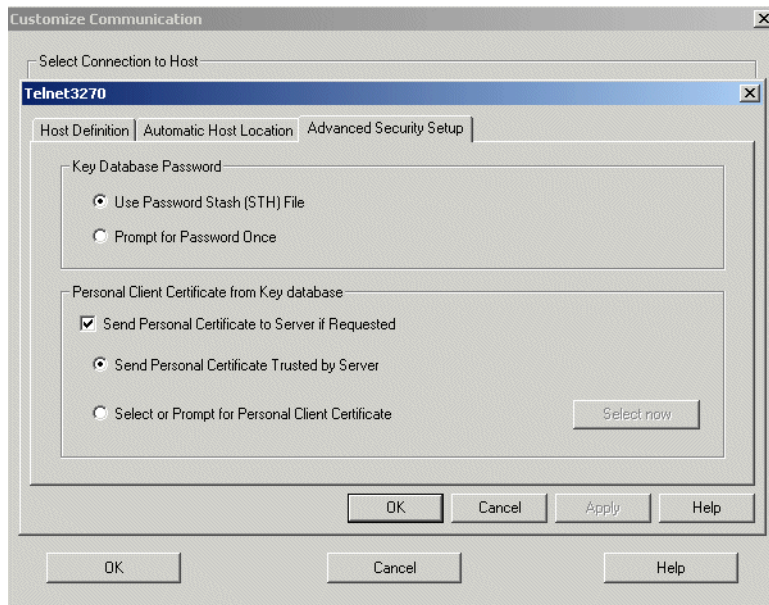 Customize Communication
Select Connection to Host
Telnet3270
Host Definition Automatic Host Location Advanced Security Setup
Key Database Password
Use Password Stash (STH) File
Prompt for Password Once
Personal Client Certificate from Key database
Send Personal Certificate to Server if Requested
Send Personal Certificate Trusted by Server
Select or Prompt for Personal Client Certificate Select now
OK Cancel Apply Help
OK Cancel Help